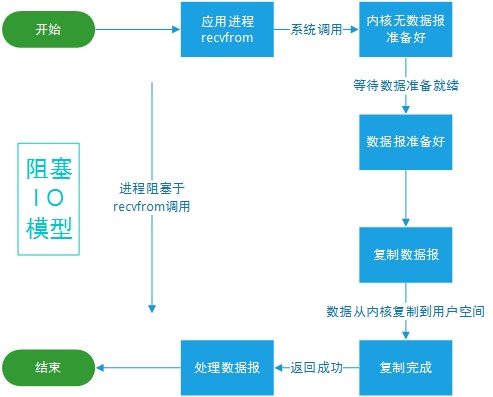 开始
应用进程
recvfrom
系统调用
内核无数据报
准备好
等待数据准备就绪
数据报准备好
阻塞
IO
模型
进程阻塞于
recvfrom调用
复制数据报
数据从内核复制到用户空间
结束
处理数据报
返回成功
复制完成